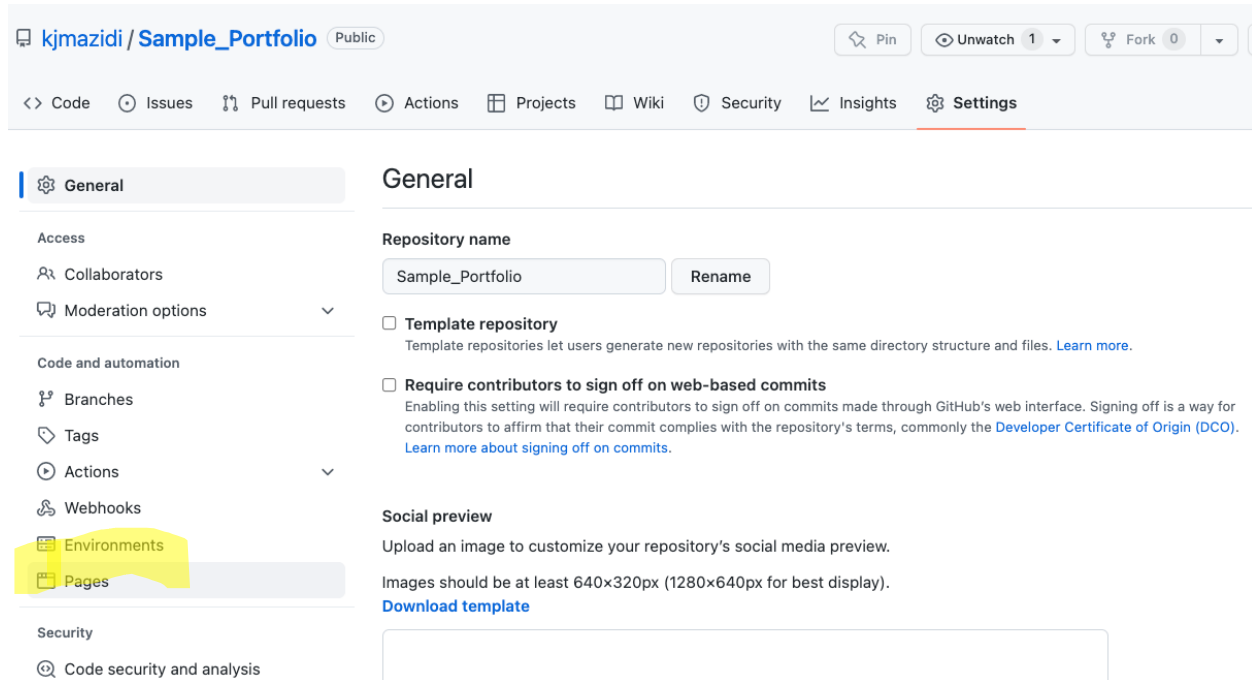 kjmazidi / Sample_Portfolio Public
Pin Unwatch 1 Fork 0
Code Issues Pull requests Actions Projects Wiki Security Insights Settings
General
Access
Collaborators
Moderation options
Code and automation
Branches
Tags
Actions
Webhooks
Environments
Pages
Security
Code security and analysis
General
Repository name
Sample_Portfolio Rename
Template repository
Template repositories let users generate new repositories with the same directory structure and files. Learn more.
Require contributors to sign off on web-based commits
Enabling this setting will require contributors to sign off on commits made through GitHub's web interface. Signing off is a way for
contributors to affirm that their commit complies with the repository's terms, commonly the Developer Certificate of Origin (DCO).
Learn more about signing off on commits.
Social preview
Upload an image to customize your repository's social media preview.
Images should be at least 640×320px (1280×640px for best display).
Download template